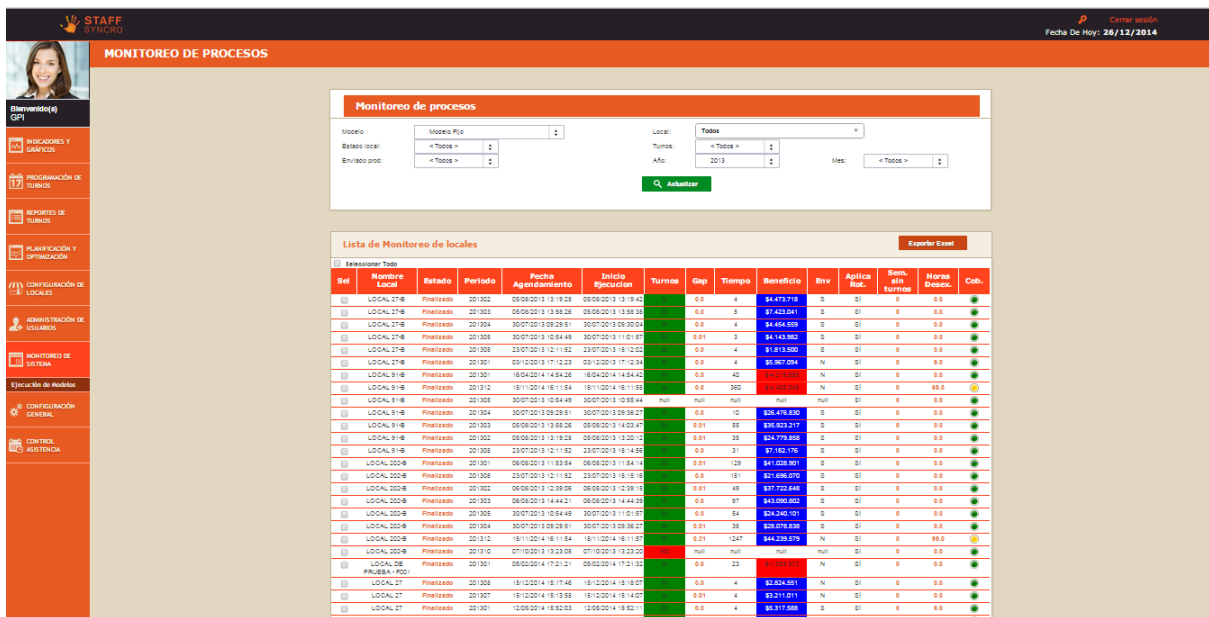 STAFF
SYNCRO
Cerrar sesión
Fecha De Hoy: 26/12/2014
MONITOREO DE PROCESOS
Bienvenido(a)
GPI
INDICADORES Y
GRÁFICOS
PROGRAMACIÓN DE
TURNOS
REPORTES DE
TURNOS
PLANIFICACIÓN Y
OPTIMIZACIÓN
CONFIGURACIÓN DE
LOCALES
ADMINISTRACIÓN DE
USUARIOS
MONITOREO DE
SISTEMA
Ejecución de Modelos
CONFIGURACIÓN
GENERAL
CONTROL
ASISTENCIA
Monitoreo de procesos
Modelo Modelo Fijo Local: Todos
Estado local: < Todos > Turnos: < Todos >
Enviado prod: < Todos > Año: 2013 Mes: < Todos >
Actualizar
Lista de Monitoreo de locales
Exportar Excel
Seleccionar Todo
Sel Nombre Local Estado Período Fecha Agendamiento Inicio Ejecucion Turnos Gap Tiempo Beneficio Env Aplica Rot. Sem. sin turnos Horas Desex. Cob.
LOCAL 27-B Finalizado 201302 05/08/2013 13:19:28 05/08/2013 13:19:42 0.0 4 $4.473.718 S SI 0 0.0
LOCAL 27-B Finalizado 201303 05/08/2013 13:58:26 05/08/2013 13:58:38 0.0 5 $7.423.041 S SI 0 0.0
LOCAL 27-B Finalizado 201304 30/07/2013 09:29:51 30/07/2013 09:30:04 0.0 4 $4.454.559 S SI 0 0.0
LOCAL 27-B Finalizado 201305 30/07/2013 10:54:49 30/07/2013 11:01:57 0.01 3 $4.143.982 S SI 0 0.0
LOCAL 27-B Finalizado 201308 23/07/2013 12:11:52 23/07/2013 18:12:02 0.0 4 $1.813.500 S SI 0 0.0
LOCAL 27-B Finalizado 201301 03/12/2013 17:12:23 03/12/2013 17:12:34 0.0 4 $5.967.094 N SI 0 0.0
LOCAL 91-B Finalizado 201301 16/04/2014 14:54:26 16/04/2014 14:54:42 0.0 40 N SI 0 0.0
LOCAL 91-B Finalizado 201312 18/11/2014 16:11:54 18/11/2014 16:11:58 0.0 360 N SI 0 68.0
LOCAL 91-B Finalizado 201305 30/07/2013 10:54:49 30/07/2013 10:55:44 null null null null null SI 0 0.0
LOCAL 91-B Finalizado 201304 30/07/2013 09:29:51 30/07/2013 09:36:27 0.0 10 $26.476.830 S SI 0 0.0
LOCAL 91-B Finalizado 201303 05/08/2013 13:58:26 05/08/2013 14:03:47 0.01 55 $35.923.217 S SI 0 0.0
LOCAL 91-B Finalizado 201302 05/08/2013 13:19:28 05/08/2013 13:20:12 0.01 35 $24.779.858 S SI 0 0.0
LOCAL 91-B Finalizado 201308 23/07/2013 12:11:52 23/07/2013 18:14:56 0.0 31 $7.182.176 S SI 0 0.0
LOCAL 202-B Finalizado 201301 06/08/2013 11:53:54 06/08/2013 11:54:14 0.01 129 $41.028.901 S SI 0 0.0
LOCAL 202-B Finalizado 201308 23/07/2013 12:11:52 23/07/2013 18:15:16 0.0 181 $21.696.070 S SI 0 0.0
LOCAL 202-B Finalizado 201302 06/08/2013 12:39:06 06/08/2013 12:39:15 0.01 49 $37.722.648 S SI 0 0.0
LOCAL 202-B Finalizado 201303 06/08/2013 14:44:21 06/08/2013 14:44:39 0.0 97 $43.090.802 S SI 0 0.0
LOCAL 202-B Finalizado 201305 30/07/2013 10:54:49 30/07/2013 11:01:57 0.0 54 $24.240.101 S SI 0 0.0
LOCAL 202-B Finalizado 201304 30/07/2013 09:29:51 30/07/2013 09:36:27 0.01 38 $28.078.838 S SI 0 0.0
LOCAL 202-B Finalizado 201312 18/11/2014 16:11:54 18/11/2014 16:11:57 0.21 1247 $44.239.579 N SI 0 68.0
LOCAL 202-B Finalizado 201310 07/10/2013 13:23:08 07/10/2013 13:23:20 NO null null null null SI 0 0.0
LOCAL DE PRUEBA - F001 Finalizado 201301 05/02/2014 17:21:21 05/02/2014 17:21:32 0.0 23 N SI 0 0.0
LOCAL 27 Finalizado 201308 15/12/2014 15:17:46 15/12/2014 15:18:07 0.0 4 $2.824.551 N SI 0 0.0
LOCAL 27 Finalizado 201307 15/12/2014 15:13:58 15/12/2014 15:14:07 0.01 4 $3.211.011 N SI 0 0.0
LOCAL 27 Finalizado 201301 12/08/2014 15:52:03 12/08/2014 15:52:11 0.0 4 $5.317.588 S SI 0 0.0